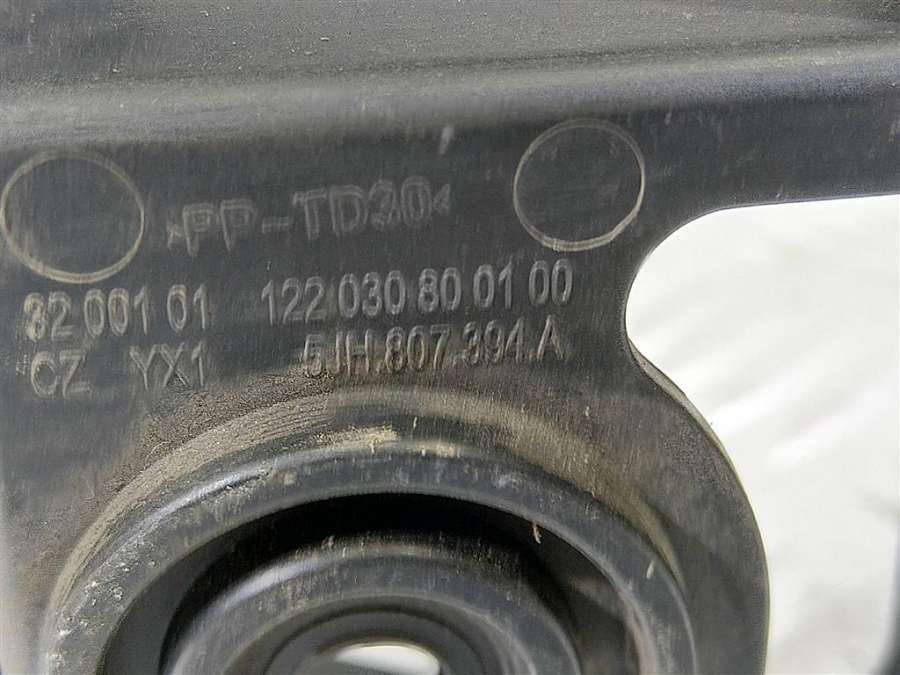 >PP-TD30<
32 001 01 122 030 80 01 00
CZ YX1 5JH.807.394.A